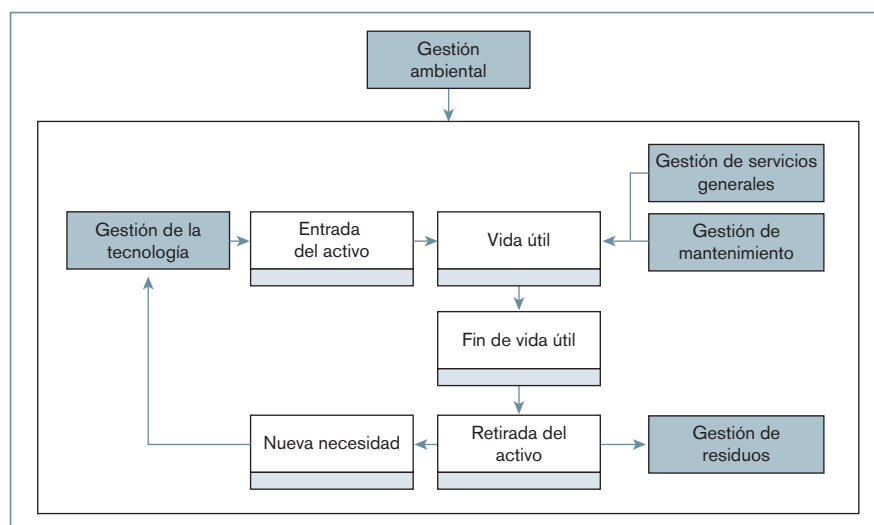 Gestión
ambiental
Gestión de servicios
generales
Gestión de la
tecnología
Entrada
del activo
Vida útil
Gestión de
mantenimiento
Fin de vida útil
Nueva necesidad
Retirada del
activo
Gestión de
residuos